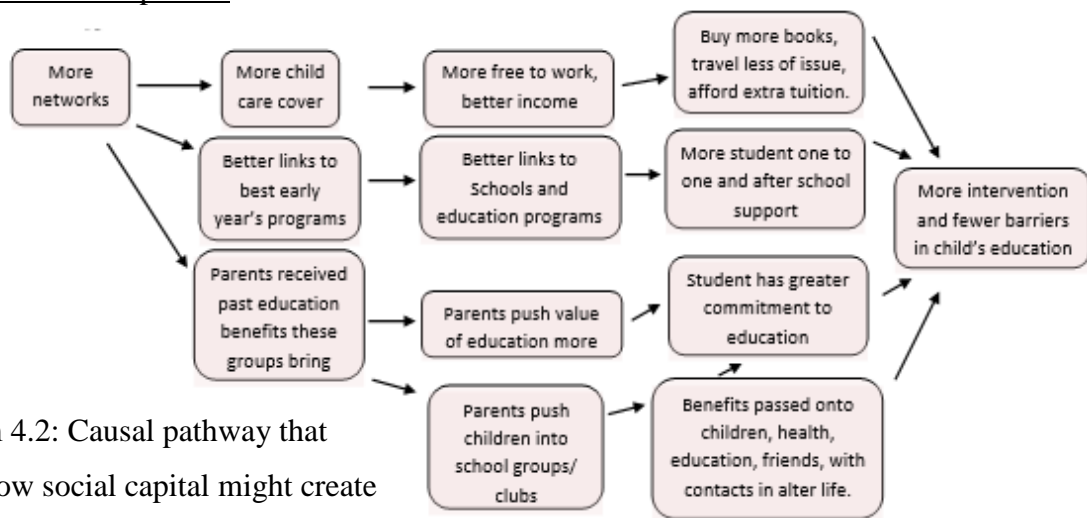 More
networks
More child
care cover
More free to work,
better income
Buy more books,
travel less of issue,
afford extra tuition.
Better links to
best early
year's programs
Better links to
Schools and
education programs
More student one to
one and after school
support
More intervention
and fewer barriers
in child's education
Parents received
past education
benefits these
groups bring
Parents push value
of education more
Student has greater
commitment to
education
Parents push
children into
school groups/
clubs
Benefits passed onto
children, health,
education, friends, with
contacts in alter life.
4.2: Causal pathway that
ow social capital might create